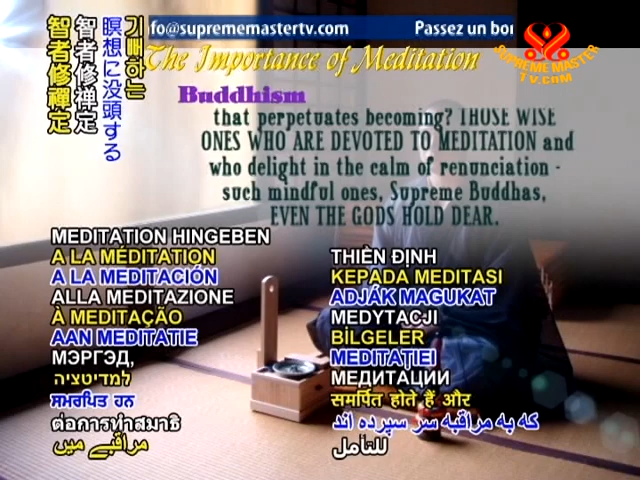 info@suprememastertv.com
Passez un bon
SUPREME MASTER
TV.COM
The Importance of Meditation
Buddhism
that perpetuates becoming? THOSE WISE
ONES WHO ARE DEVOTED TO MEDITATION and
who delight in the calm of renunciation -
such mindful ones, Supreme Buddhas,
EVEN THE GODS HOLD DEAR.
기뻐하는
瞑想に没頭する
智者修禅定
智者修禪定
MEDITATION HINGEBEN
A LA MÉDITATION
A LA MEDITACIÓN
ALLA MEDITAZIONE
À MEDITAÇÃO
AAN MEDITATIE
МЭРГЭД,
למדיטציה
ਸਮਰਪਿਤ ਹਨ
ต่อการทำสมาธิ
مراقبے میں
THIỀN ĐỊNH
KEPADA MEDITASI
ADJÁK MAGUKAT
MEDYTACJI
BİLGELER
MEDITAŢIEI
МЕДИТАЦИИ
समर्पित होते हैं और
که به مراقبه سر سپرده اند
للتأمل